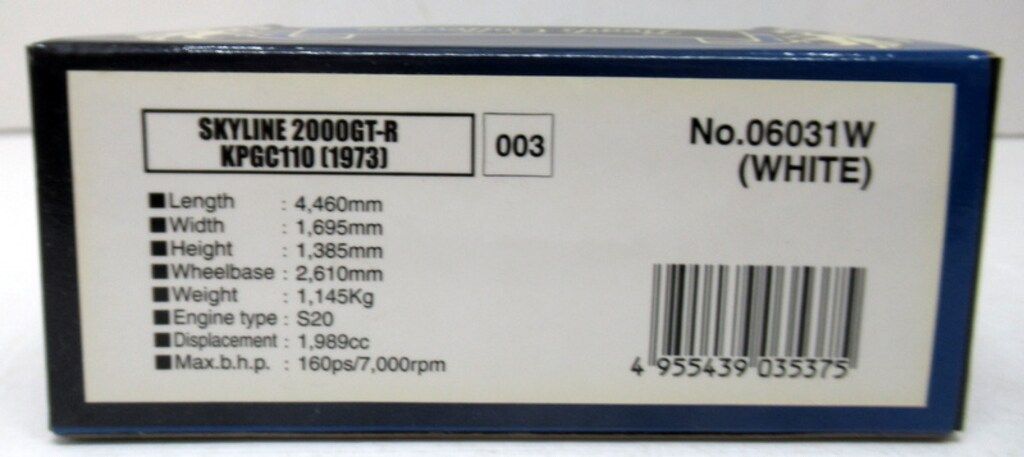 SKYLINE 2000GT-R
KPGC110 (1973)
003
No.06031W
(WHITE)
■Length : 4,460mm
■Width : 1,695mm
■Height : 1,385mm
■Wheelbase : 2,610mm
■Weight : 1,145Kg
■Engine type : S20
■Displacement : 1,989cc
■Max.b.h.p. : 160ps/7,000rpm
4 955439 035375